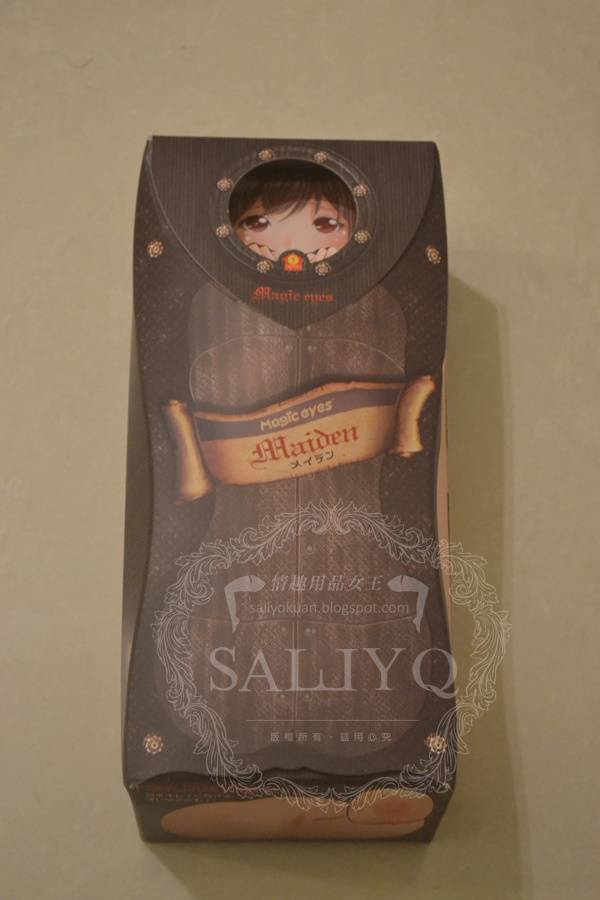 Magic eyes
Magic eyes
Maiden
メイデン
情趣用品女王
sallyqkuan.blogspot.com
SALLYQ
版權所有・盜用必究